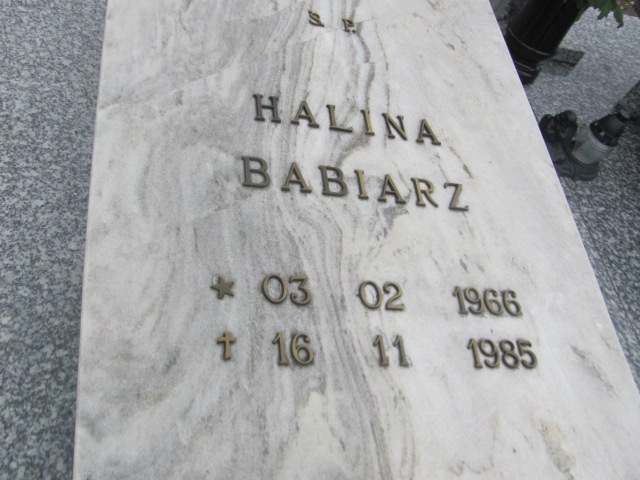 Ś. P.
HALINA
BABIARZ
★ 03 02 1966
✝ 16 11 1985